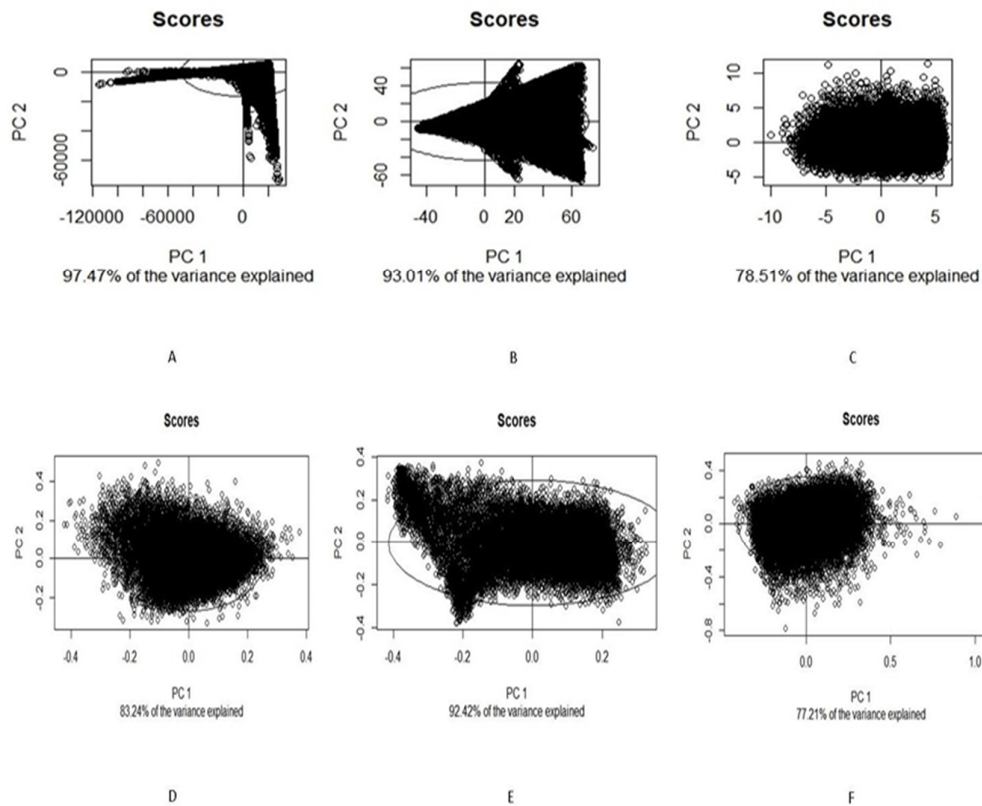 Scores Scores Scores
PC 2 0 -60000
-120000 -60000 0
PC 1
97.47% of the variance explained
PC 2 40 0 -60
-40 0 20 60
PC 1
93.01% of the variance explained
PC 2 10 5 0 -5
-10 -5 0 5
PC 1
78.51% of the variance explained
A B C
Scores Scores Scores
PC 2 0.4 0.2 0.0 -0.2
-0.4 -0.2 0.0 0.2 0.4
PC 1
83.24% of the variance explained
PC 2 0.4 0.2 0.0 -0.2 -0.4
-0.4 -0.2 0.0 0.2
PC 1
92.42% of the variance explained
PC 2 0.4 0.0 -0.4 -0.8
0.0 0.5 1.0
PC 1
77.21% of the variance explained
D E F